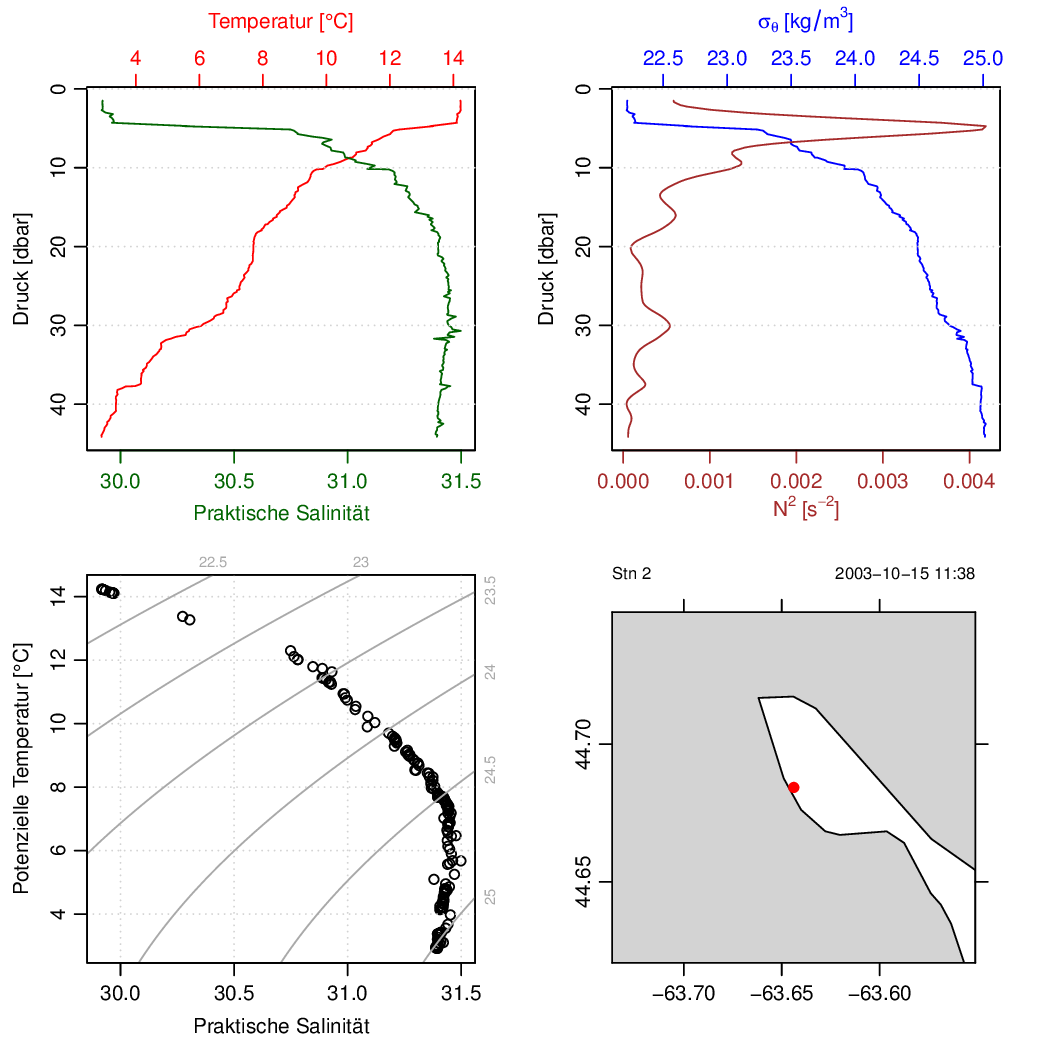 Temperatur [°C]
4 6 8 10 12 14
0
10
20
30
40
Druck [dbar]
30.0 30.5 31.0 31.5
Praktische Salinität
σθ [kg/m³]
22.5 23.0 23.5 24.0 24.5 25.0
0
10
20
30
40
Druck [dbar]
0.000 0.001 0.002 0.003 0.004
N² [s⁻²]
22.5 23
23.5
24
24.5
25
14
12
10
8
6
4
Potenzielle Temperatur [°C]
30.0 30.5 31.0 31.5
Praktische Salinität
Stn 2 2003−10−15 11:38
44.70
44.65
−63.70 −63.65 −63.60